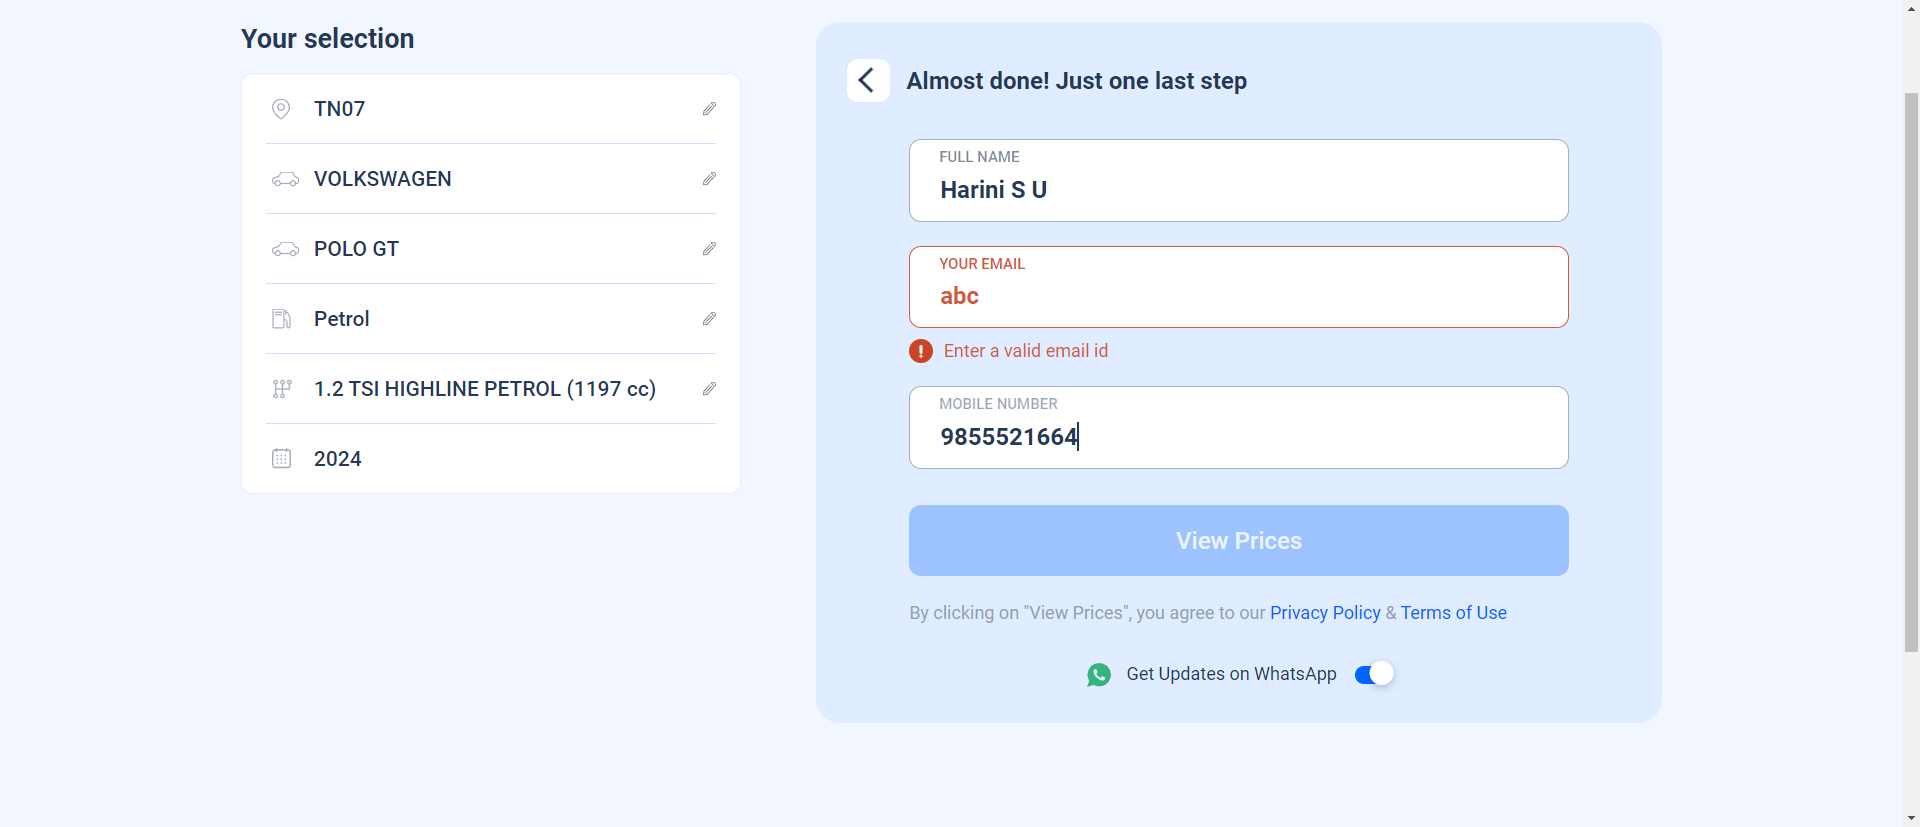 Your selection
TN07
VOLKSWAGEN
POLO GT
Petrol
1.2 TSI HIGHLINE PETROL (1197 cc)
2024
Almost done! Just one last step
FULL NAME
Harini S U
YOUR EMAIL
abc
Enter a valid email id
MOBILE NUMBER
9855521664
View Prices
By clicking on "View Prices", you agree to our Privacy Policy & Terms of Use
Get Updates on WhatsApp